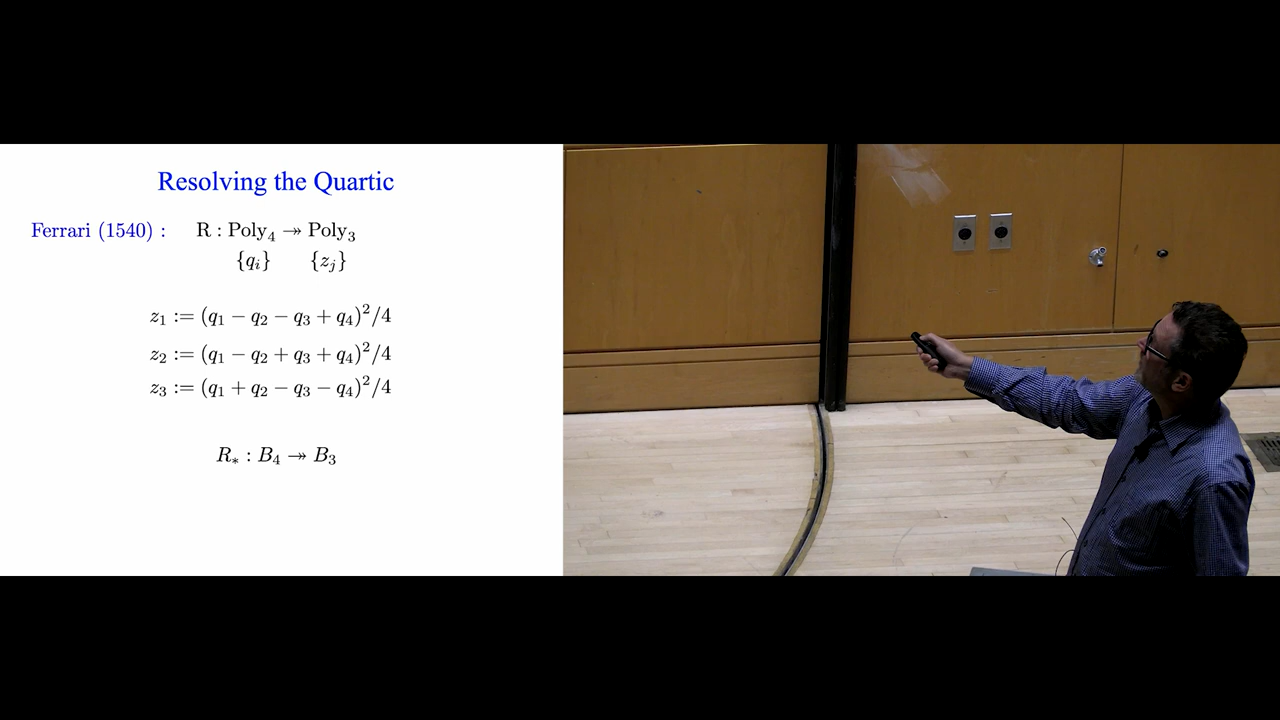 Resolving the Quartic
Ferrari (1540) : R : Poly₄ ↠ Poly₃
{qᵢ} {zⱼ}
z₁ := (q₁ − q₂ − q₃ + q₄)²/4
z₂ := (q₁ − q₂ + q₃ + q₄)²/4
z₃ := (q₁ + q₂ − q₃ − q₄)²/4
R∗ : B₄ ↠ B₃